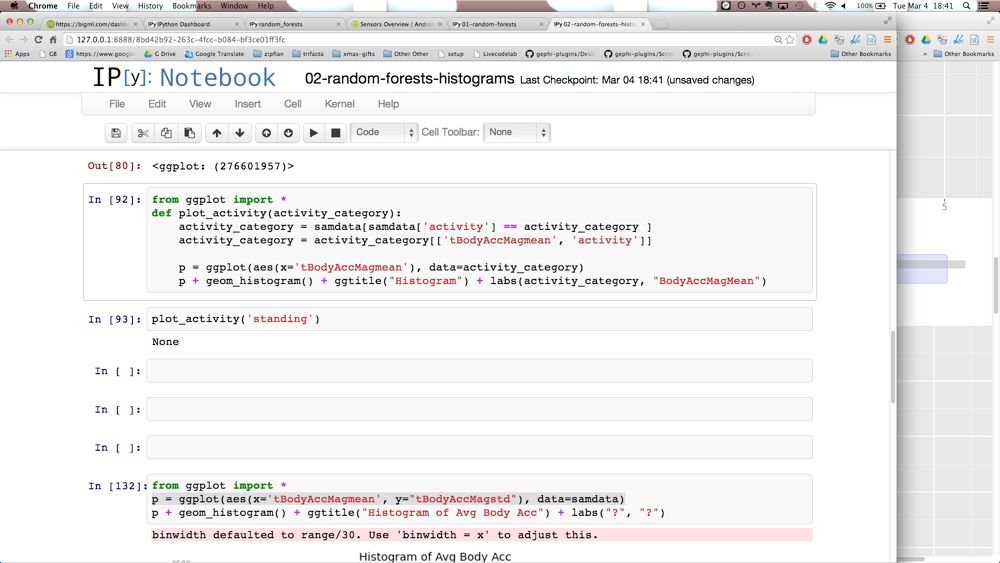 Chrome File Edit View History Bookmarks Window Help 100% Tue Mar 4 18:41
https://bigml.com/dashb IPy IPython Dashboard IPy random_forests Sensors Overview | Andro IPy 01-random-forests IPy 02-random-forests-histo
127.0.0.1:8888/8bd42b92-263c-4fcc-b084-bf3ce01ff3fc
Apps GB https://www.google G Drive Google Translate zipfian trifacta xmas-gifts Other Other setup Livecodelab gephi-plugins/Desk gephi-plugins/Scrip gephi-plugins/Scrip Other Bookmarks » Other Bookmarks
IP[y]: Notebook 02-random-forests-histograms Last Checkpoint: Mar 04 18:41 (unsaved changes)
File Edit View Insert Cell Kernel Help
Code Cell Toolbar: None
Out[80]: <ggplot: (276601957)>
In [92]: from ggplot import *
def plot_activity(activity_category):
activity_category = samdata[samdata['activity'] == activity_category ]
activity_category = activity_category[['tBodyAccMagmean', 'activity']]
p = ggplot(aes(x='tBodyAccMagmean'), data=activity_category)
p + geom_histogram() + ggtitle("Histogram") + labs(activity_category, "BodyAccMagMean")
5
In [93]: plot_activity('standing')
None
In [ ]:
In [ ]:
In [ ]:
In [132]: from ggplot import *
p = ggplot(aes(x='tBodyAccMagmean', y="tBodyAccMagstd"), data=samdata)
p + geom_histogram() + ggtitle("Histogram of Avg Body Acc") + labs("?", "?")
binwidth defaulted to range/30. Use 'binwidth = x' to adjust this.
Histogram of Avg Body Acc